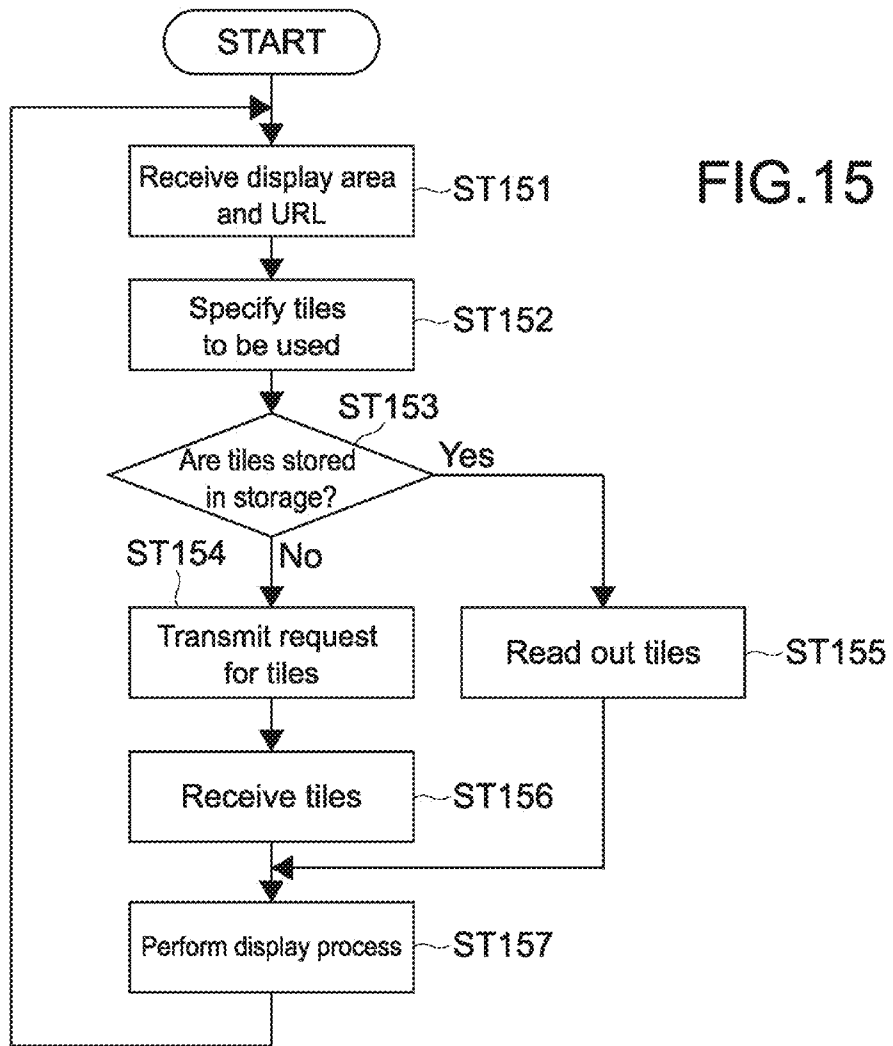 START
Receive display area
and URL
ST151
FIG.15
Specify tiles
to be used
ST152
ST153
Are tiles stored
in storage?
Yes
No
ST154
Transmit request
for tiles
Read out tiles
ST155
Receive tiles
ST156
Perform display process
ST157